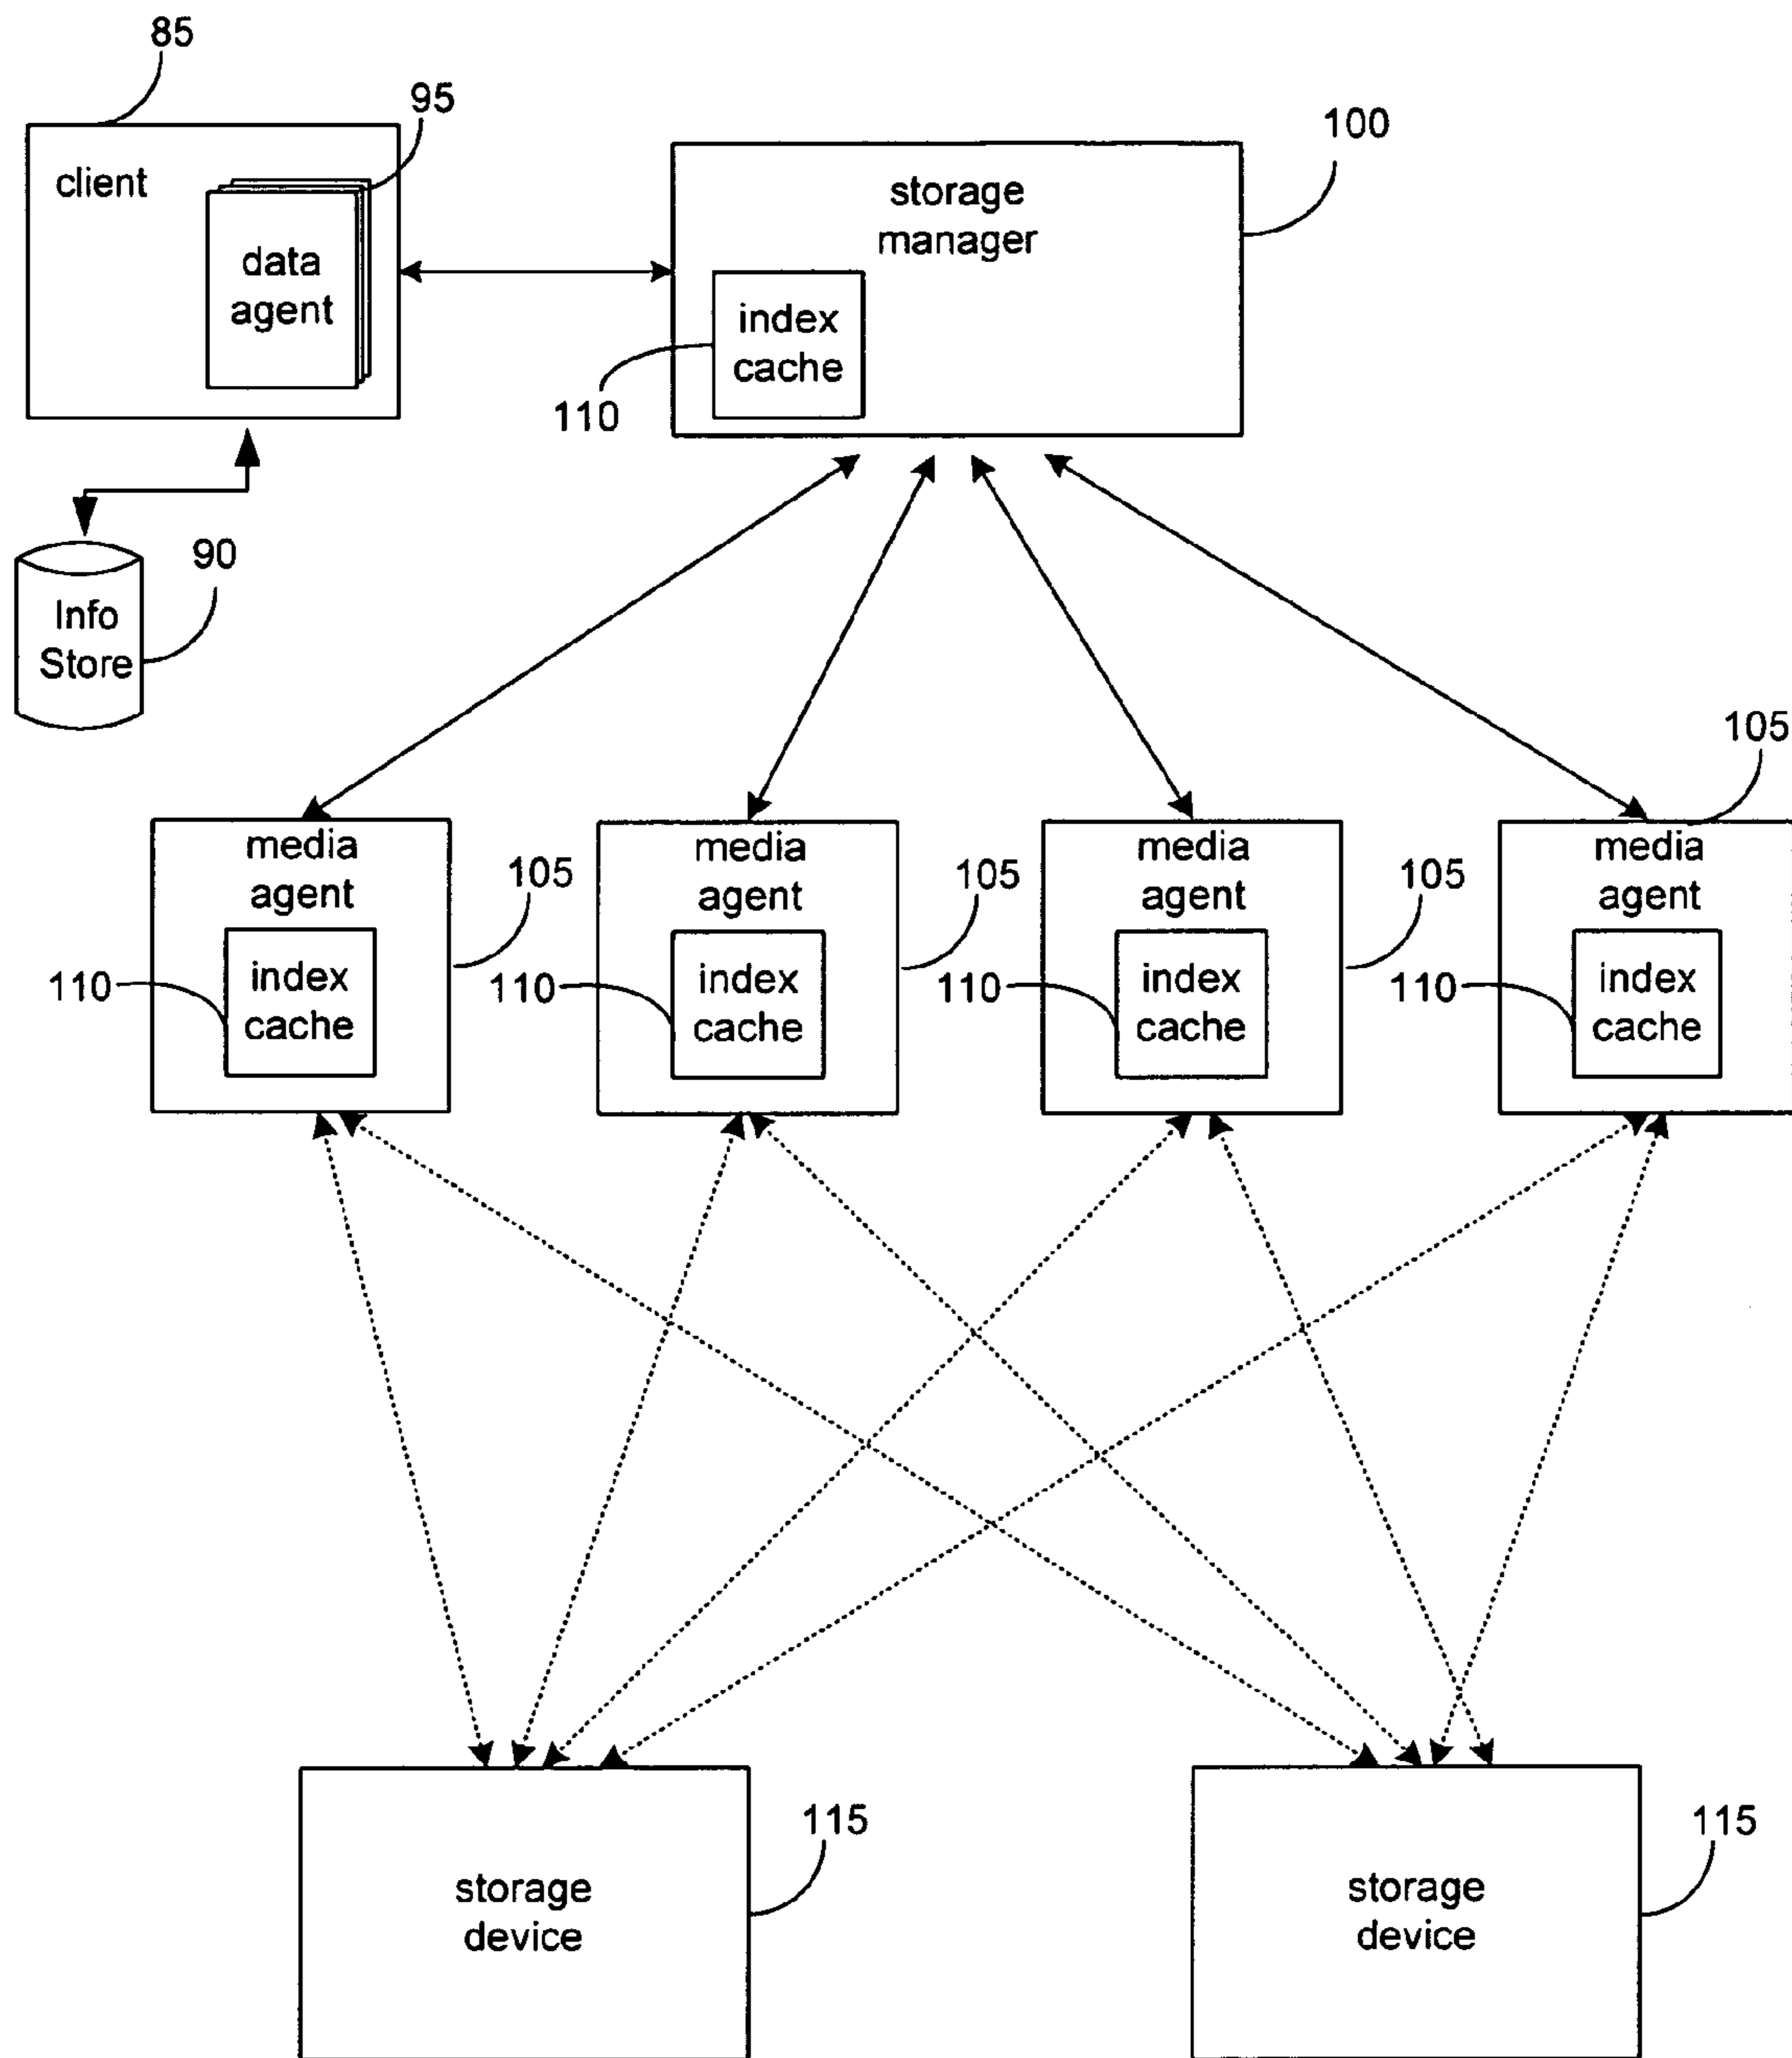 85
95
100
client
storage
manager
data
agent
index
cache
110
90
Info
Store
105
media
agent
media
agent
media
agent
media
agent
105
105
105
110
index
cache
110
index
cache
110
index
cache
110
index
cache
115
115
storage
device
storage
device